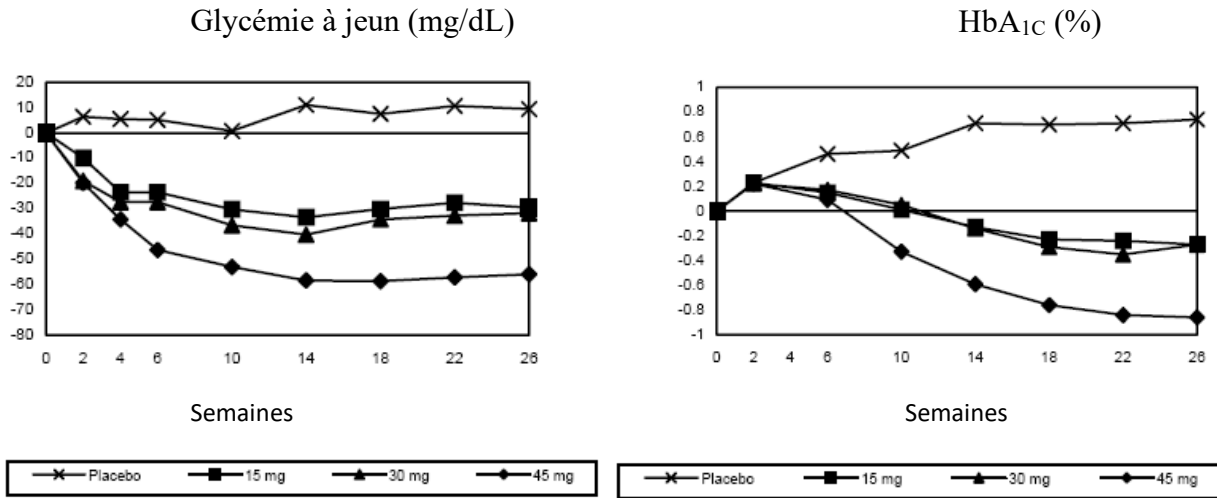 Glycémie à jeun (mg/dL)
20
10
0
-10
-20
-30
-40
-50
-60
-70
-80
0 2 4 6 10 14 18 22 26
Semaines
Placebo 15 mg 30 mg 45 mg
HbA1C (%)
1
0.8
0.6
0.4
0.2
0
-0.2
-0.4
-0.6
-0.8
-1
0 2 4 6 10 14 18 22 26
Semaines
Placebo 15 mg 30 mg 45 mg